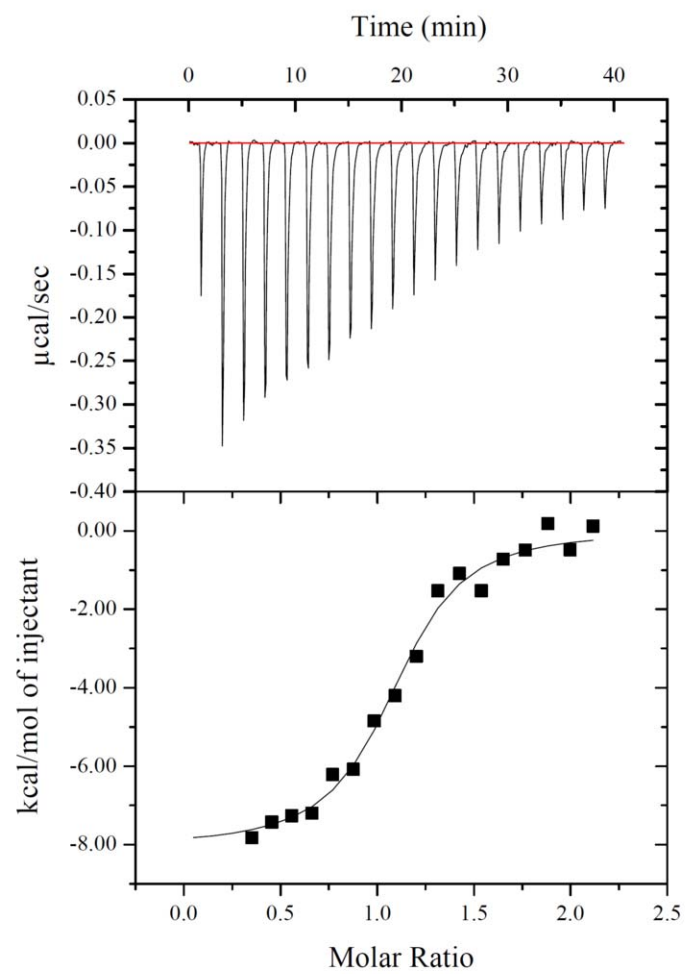 Time (min)
0 10 20 30 40
0.05
0.00
-0.05
-0.10
-0.15
-0.20
-0.25
-0.30
-0.35
-0.40
µcal/sec
0.00
-2.00
-4.00
-6.00
-8.00
kcal/mol of injectant
0.0 0.5 1.0 1.5 2.0 2.5
Molar Ratio